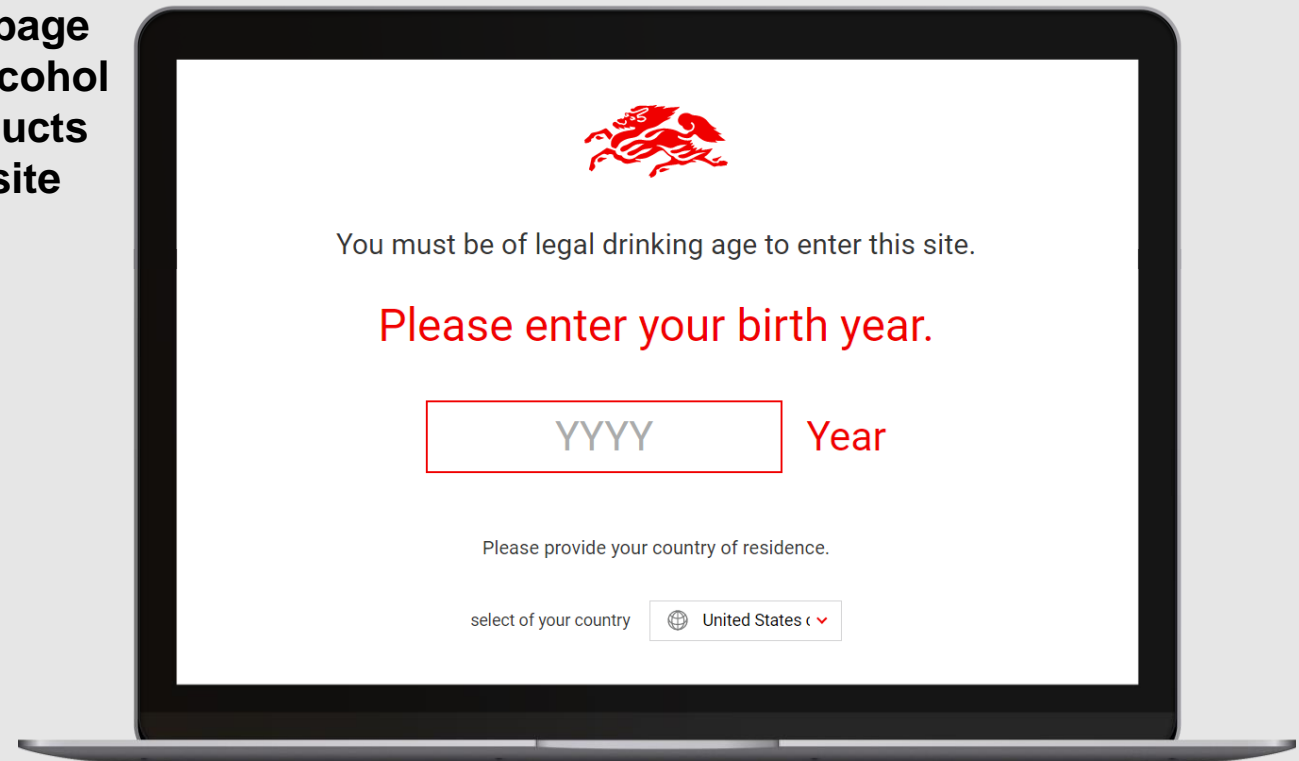 page
cohol
ucts
site
You must be of legal drinking age to enter this site.
Please enter your birth year.
YYYY Year
Please provide your country of residence.
select of your country United States